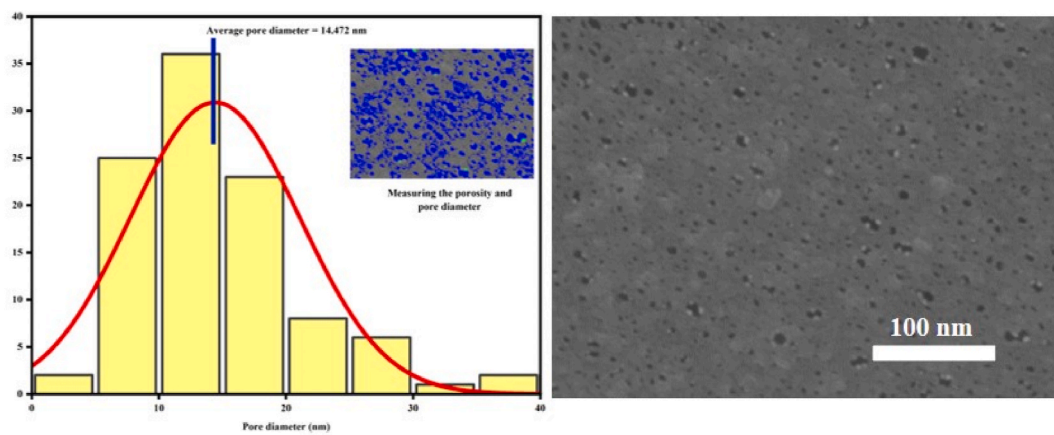 40
35
30
25
20
15
10
5
0
Average pore diameter = 14.472 nm
Measuring the porosity and
pore diameter
0 10 20 30 40
Pore diameter (nm)
100 nm